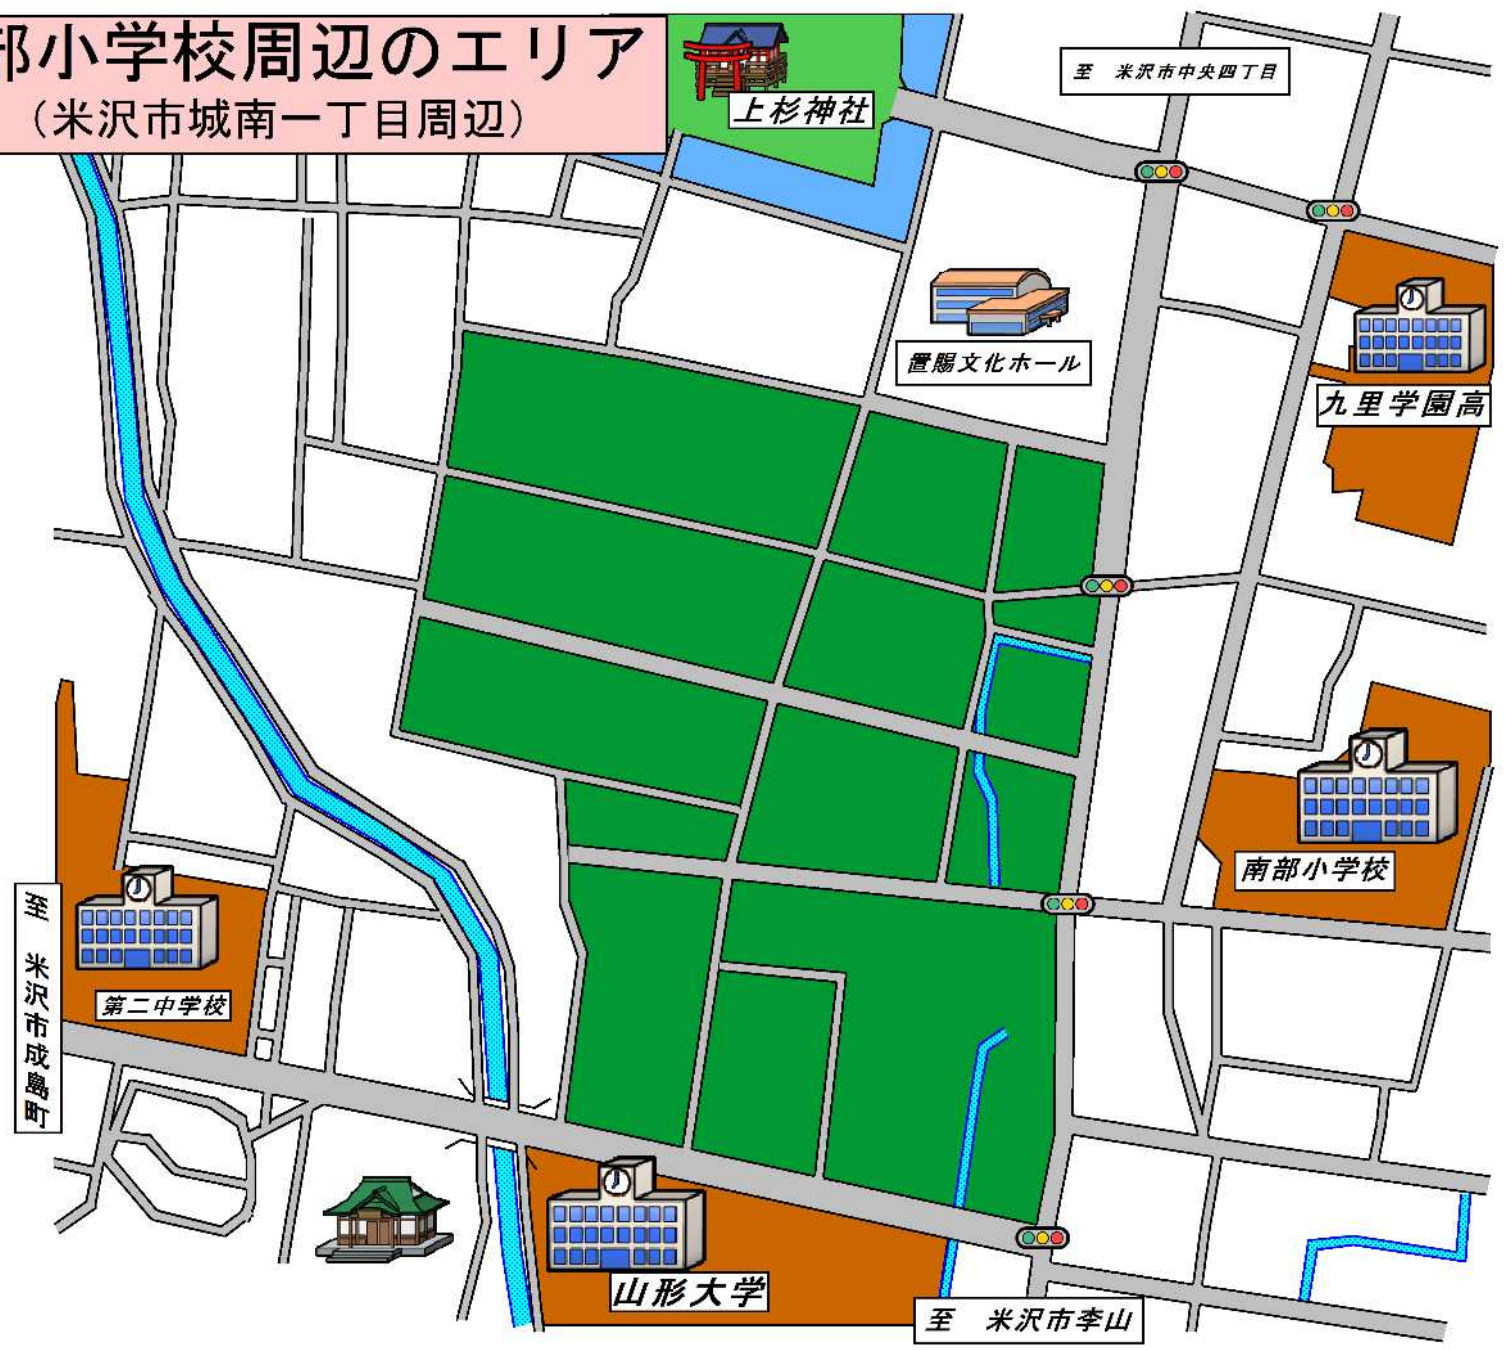 部小学校周辺のエリア
（米沢市城南一丁目周辺）
上杉神社
至　米沢市中央四丁目
置賜文化ホール
九里学園高
南部小学校
至　米沢市成島町
第二中学校
山形大学
至　米沢市李山